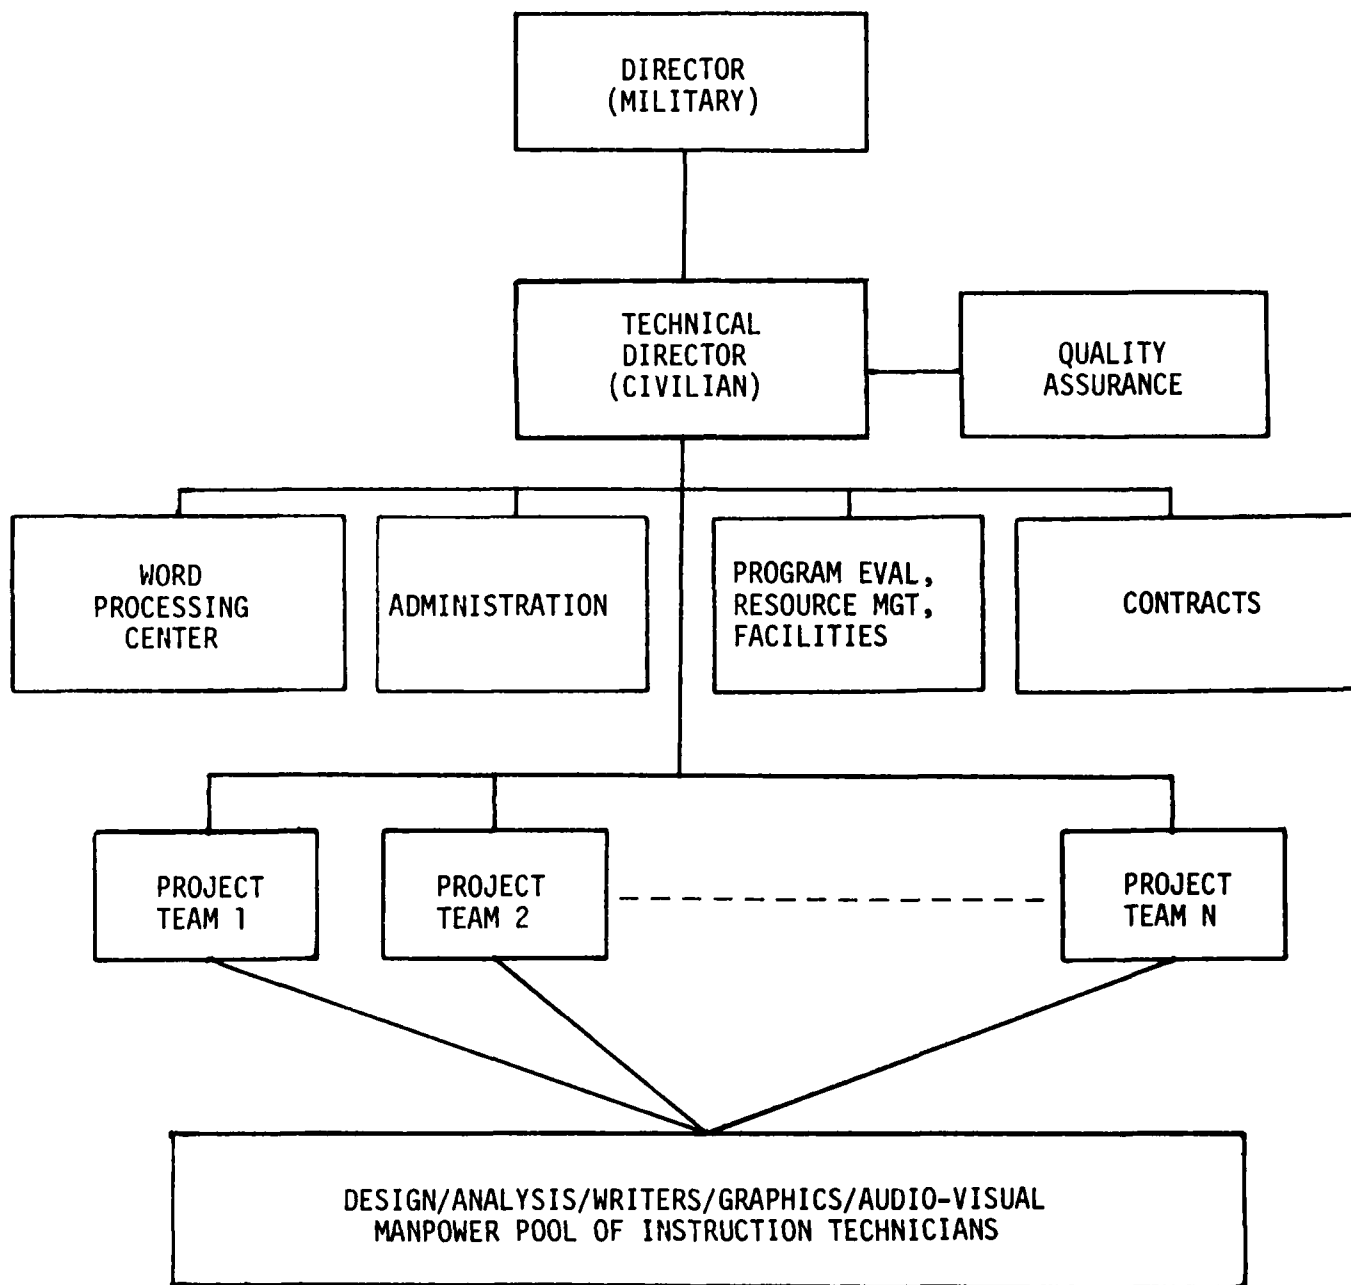 DIRECTOR
(MILITARY)
TECHNICAL
DIRECTOR
(CIVILIAN)
QUALITY
ASSURANCE
WORD
PROCESSING
CENTER
ADMINISTRATION
PROGRAM EVAL,
RESOURCE MGT,
FACILITIES
CONTRACTS
PROJECT
TEAM 1
PROJECT
TEAM 2
PROJECT
TEAM N
DESIGN/ANALYSIS/WRITERS/GRAPHICS/AUDIO-VISUAL
MANPOWER POOL OF INSTRUCTION TECHNICIANS